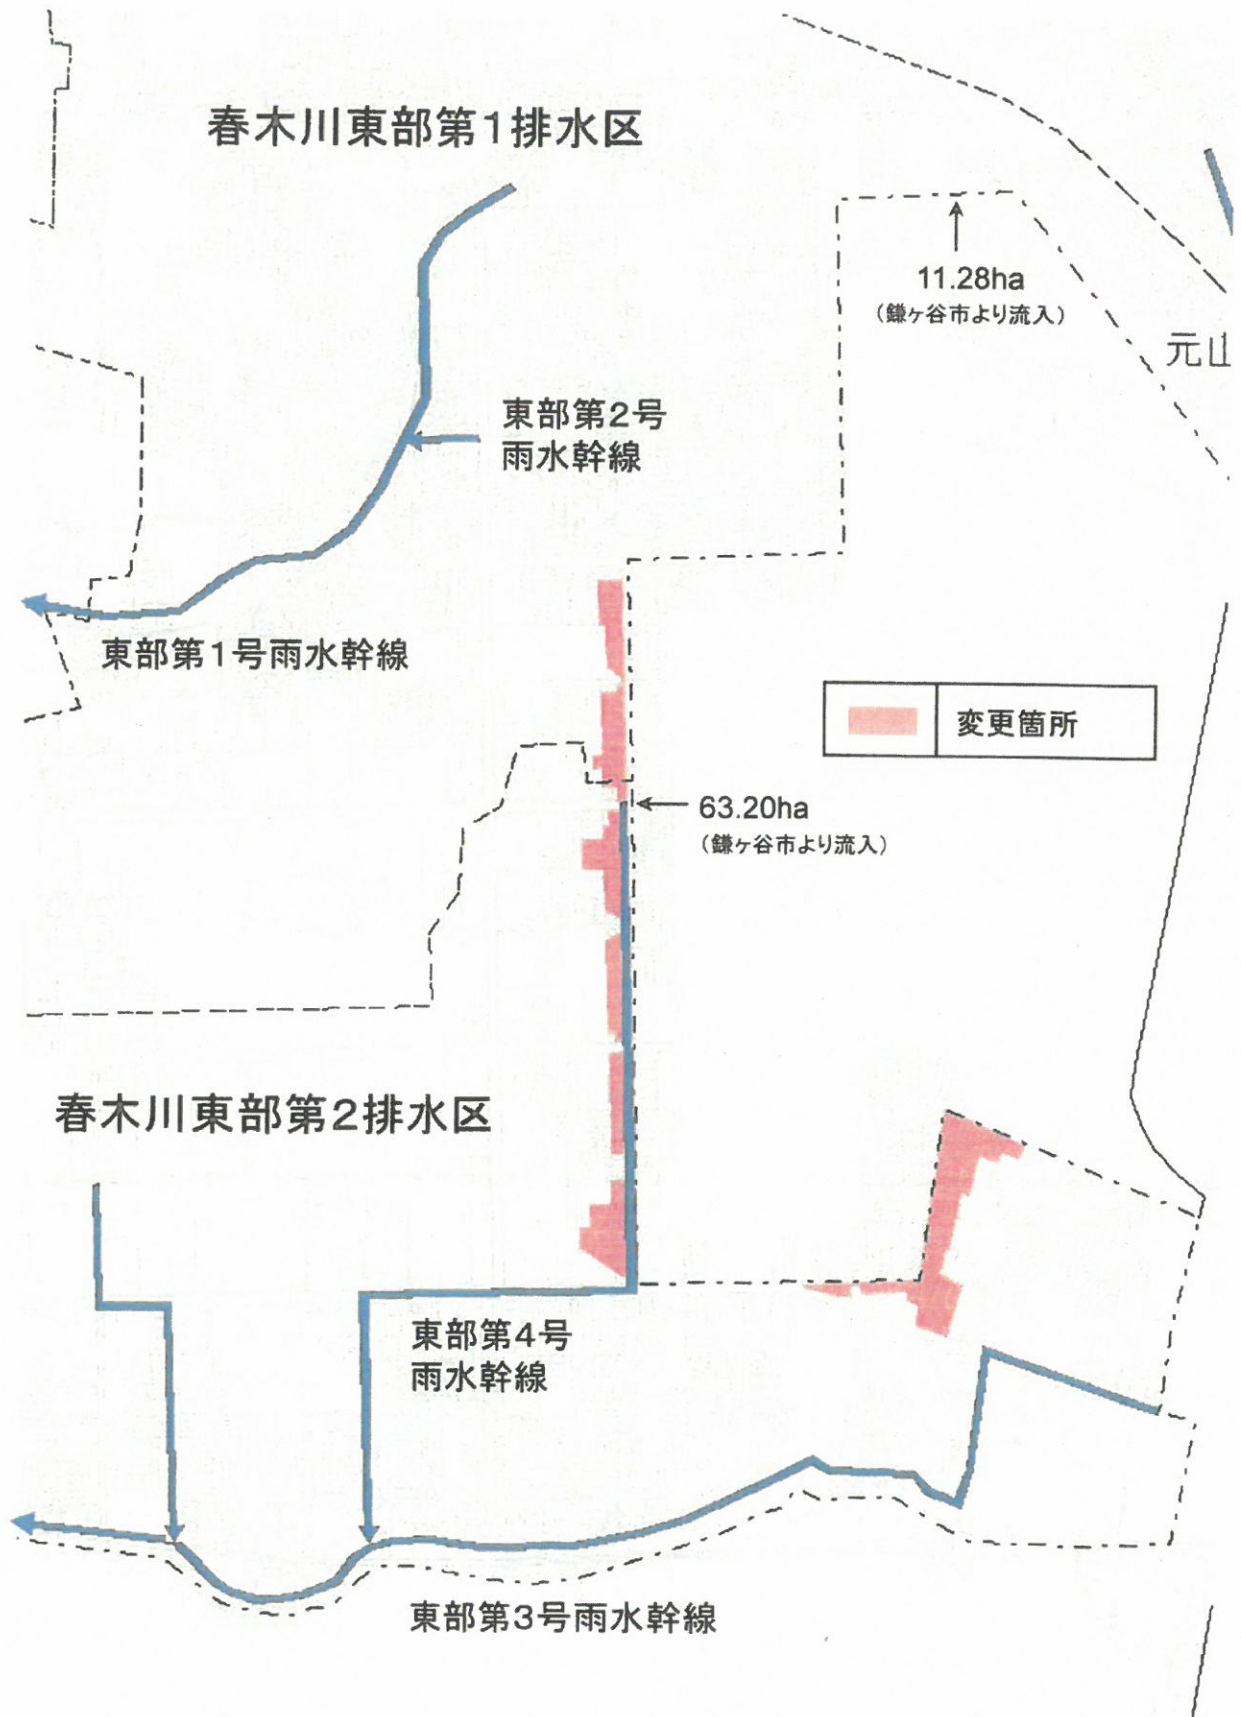 春木川東部第1排水区
11.28ha
（鎌ヶ谷市より流入）
元山
東部第2号
雨水幹線
東部第1号雨水幹線
変更箇所
63.20ha
（鎌ヶ谷市より流入）
春木川東部第2排水区
東部第4号
雨水幹線
東部第3号雨水幹線